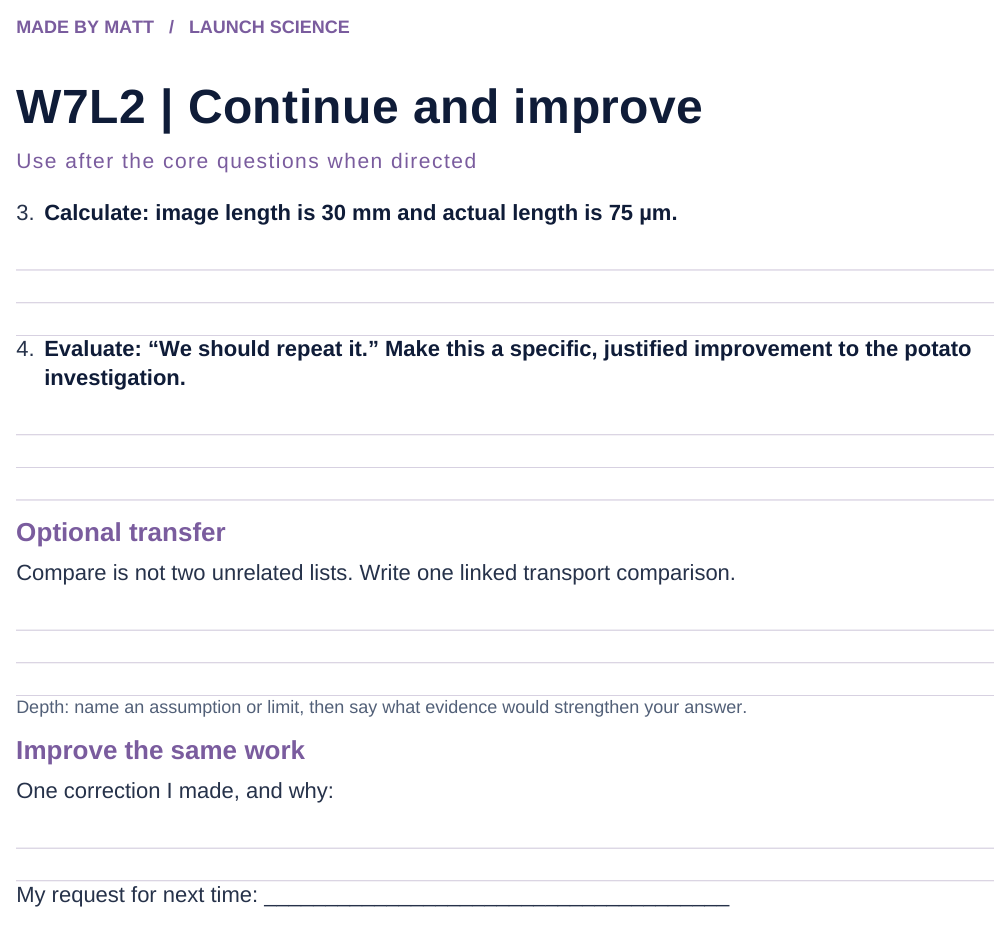 MADE BY MATT / LAUNCH SCIENCE
W7L2 | Continue and improve
Use after the core questions when directed
3. Calculate: image length is 30 mm and actual length is 75 µm.
4. Evaluate: “We should repeat it.” Make this a specific, justified improvement to the potato
investigation.
Optional transfer
Compare is not two unrelated lists. Write one linked transport comparison.
Depth: name an assumption or limit, then say what evidence would strengthen your answer.
Improve the same work
One correction I made, and why:
My request for next time: ______________________________________